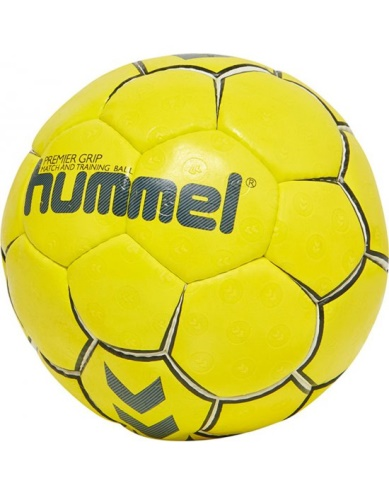 PREMIER GRIP
MATCH AND TRAINING BALL
hummel®